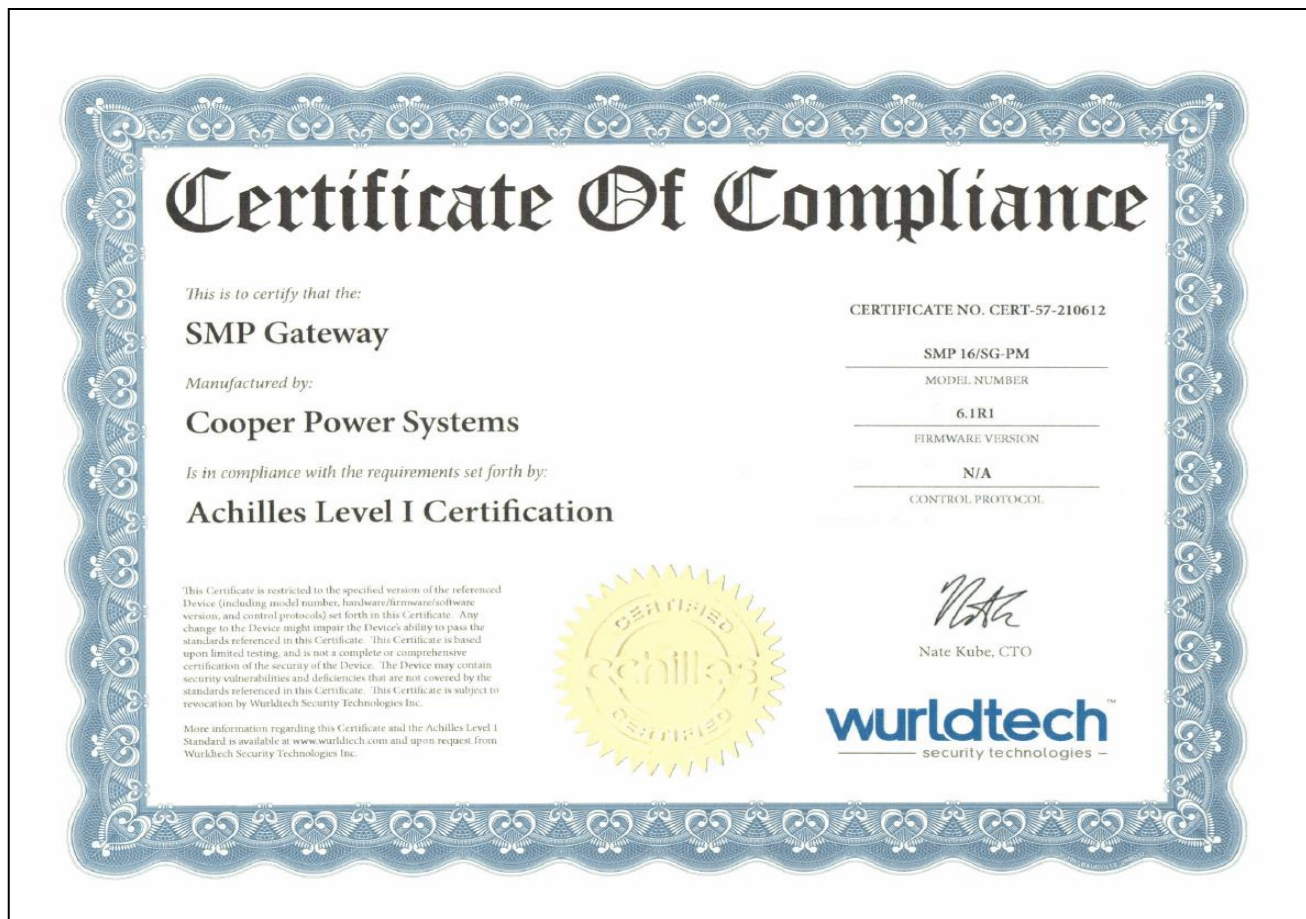 Certificate Of Compliance
This is to certify that the:
SMP Gateway
Manufactured by:
Cooper Power Systems
Is in compliance with the requirements set forth by:
Achilles Level I Certification
CERTIFICATE NO. CERT-57-210612
SMP 16/SG-PM
MODEL NUMBER
6.1R1
FIRMWARE VERSION
N/A
CONTROL PROTOCOL
This Certificate is restricted to the specified version of the referenced
Device (including model number, hardware/firmware/software
version, and control protocols) set forth in this Certificate. Any
change to the Device might impair the Device's ability to pass the
standards referenced in this Certificate. This Certificate is based
upon limited testing, and is not a complete or comprehensive
certification of the security of the Device. The Device may contain
security vulnerabilities and deficiencies that are not covered by the
standards referenced in this Certificate. This Certificate is subject to
revocation by Wurldtech Security Technologies Inc.
More information regarding this Certificate and the Achilles Level 1
Standard is available at www.wurldtech.com and upon request from
Wurldtech Security Technologies Inc.
CERTIFIED
achilles
CERTIFIED
Nate Kube, CTO
wurldtech™
security technologies